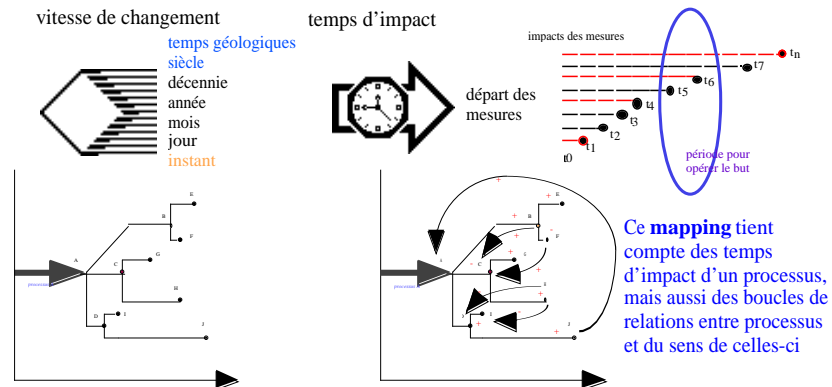 vitesse de changement
temps géologiques
siècle
décennie
année
mois
jour
instant
temps d'impact
départ des
mesures
impacts des mesures
tn
t7
t6
t5
t4
t3
t2
t1
t0
période pour
opérer le but
A
B
C
D
E
F
G
H
I
J
processus
E
B
F
C
processus
Ce mapping tient
compte des temps
d'impact d'un processus,
mais aussi des boucles de
relations entre processus
et du sens de celles-ci